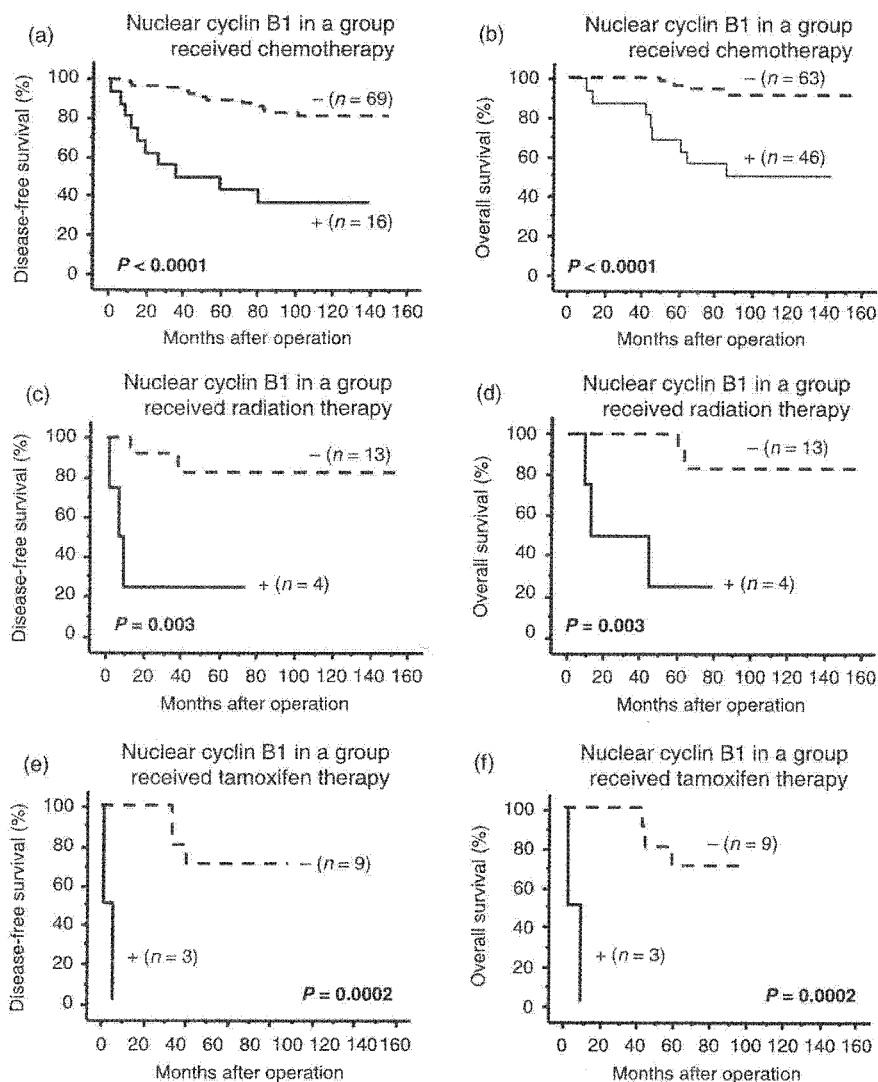 (a) Nuclear cyclin B1 in a group
received chemotherapy
Disease-free survival (%)
100
80
60
40
20
0
– (n = 69)
+ (n = 16)
P < 0.0001
0 20 40 60 80 100 120 140 160
Months after operation
(b) Nuclear cyclin B1 in a group
received chemotherapy
Overall survival (%)
100
80
60
40
20
0
– (n = 63)
+ (n = 46)
P < 0.0001
0 20 40 60 80 100 120 140 160
Months after operation
(c) Nuclear cyclin B1 in a group
received radiation therapy
Disease-free survival (%)
100
80
60
40
20
0
– (n = 13)
+ (n = 4)
P = 0.003
0 20 40 60 80 100 120 140 160
Months after operation
(d) Nuclear cyclin B1 in a group
received radiation therapy
Overall survival (%)
100
80
60
40
20
0
– (n = 13)
+ (n = 4)
P = 0.003
0 20 40 60 80 100 120 140 160
Months after operation
(e) Nuclear cyclin B1 in a group
received tamoxifen therapy
Disease-free survival (%)
100
80
60
40
20
0
– (n = 9)
+ (n = 3)
P = 0.0002
0 20 40 60 80 100 120 140 160
Months after operation
(f) Nuclear cyclin B1 in a group
received tamoxifen therapy
Overall survival (%)
100
80
60
40
20
0
– (n = 9)
+ (n = 3)
P = 0.0002
0 20 40 60 80 100 120 140 160
Months after operation